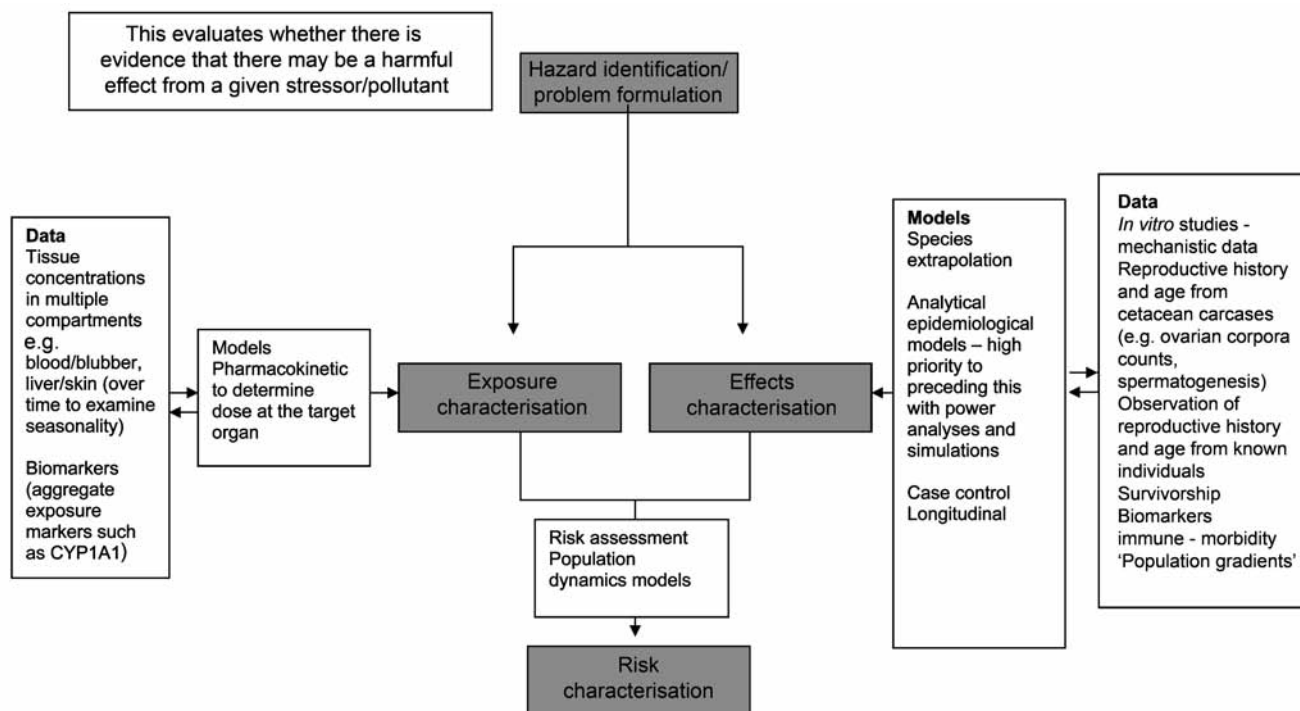 This evaluates whether there is
evidence that there may be a harmful
effect from a given stressor/pollutant
Hazard identification/
problem formulation
Data
Tissue
concentrations
in multiple
compartments
e.g.
blood/blubber,
liver/skin (over
time to examine
seasonality)
Biomarkers
(aggregate
exposure
markers such
as CYP1A1)
Models
Pharmacokinetic
to determine
dose at the target
organ
Exposure
characterisation
Effects
characterisation
Models
Species
extrapolation
Analytical
epidemiological
models – high
priority to
preceding this
with power
analyses and
simulations
Case control
Longitudinal
Data
In vitro studies -
mechanistic data
Reproductive history
and age from
cetacean carcases
(e.g. ovarian corpora
counts,
spermatogenesis)
Observation of
reproductive history
and age from known
individuals
Survivorship
Biomarkers
immune - morbidity
‘Population gradients’
Risk assessment
Population
dynamics models
Risk
characterisation